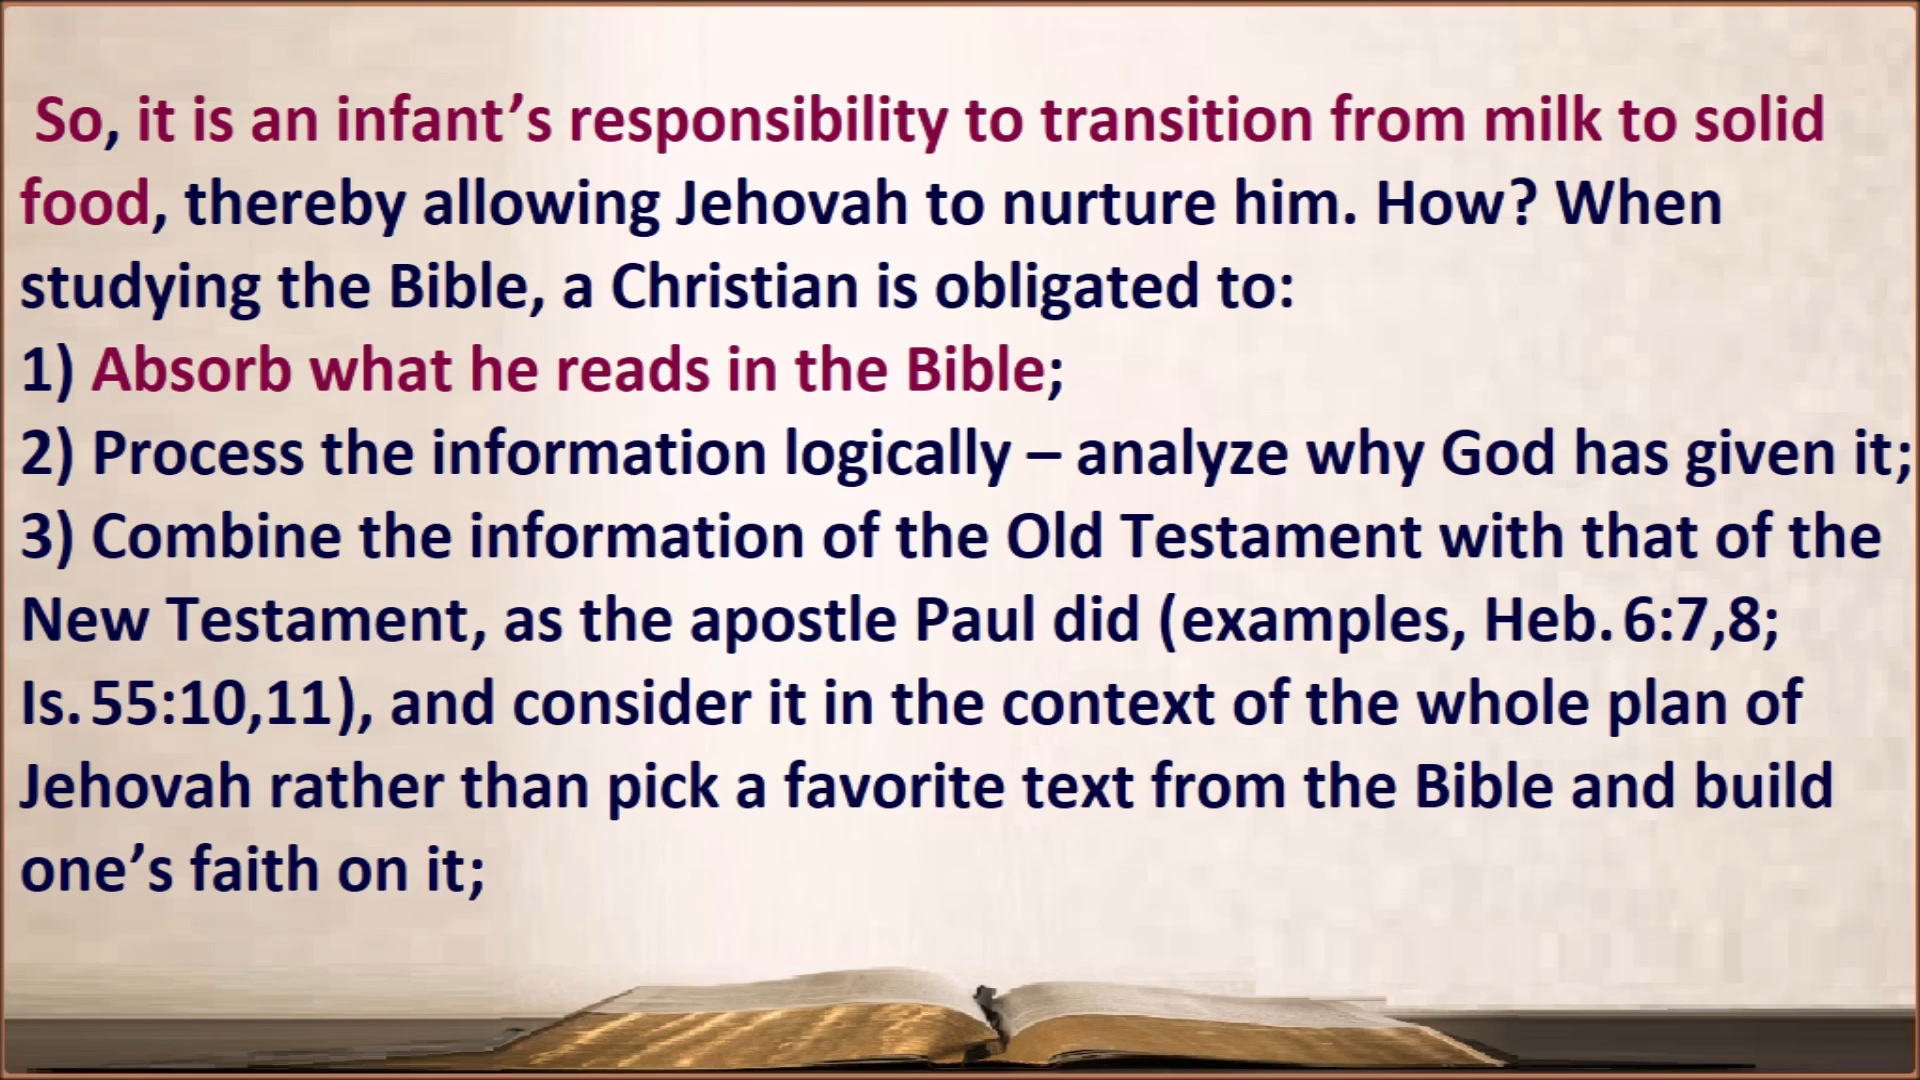 So, it is an infant’s responsibility to transition from milk to solid
food, thereby allowing Jehovah to nurture him. How? When
studying the Bible, a Christian is obligated to:
1) Absorb what he reads in the Bible;
2) Process the information logically – analyze why God has given it;
3) Combine the information of the Old Testament with that of the
New Testament, as the apostle Paul did (examples, Heb. 6:7,8;
Is. 55:10,11), and consider it in the context of the whole plan of
Jehovah rather than pick a favorite text from the Bible and build
one’s faith on it;